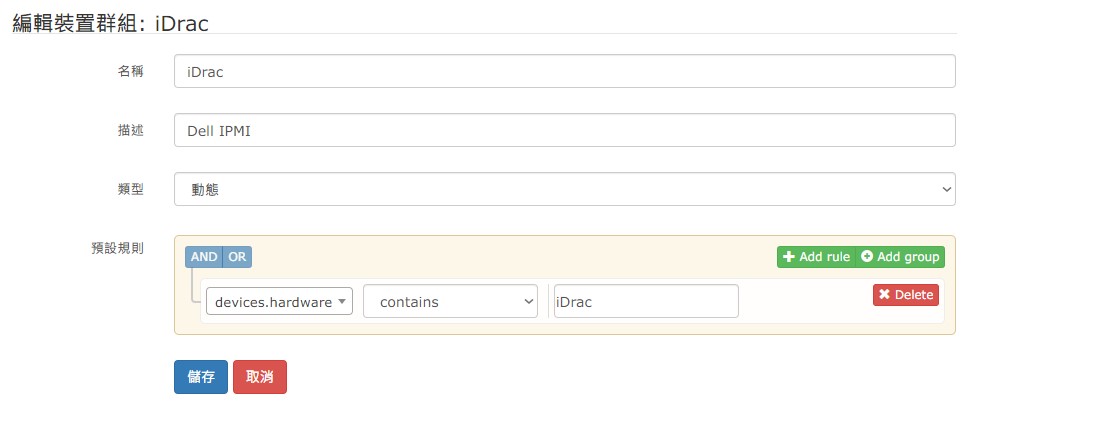 編輯裝置群組: iDrac
名稱 iDrac
描述 Dell IPMI
類型 動態
預設規則
AND OR Add rule Add group
devices.hardware contains iDrac Delete
儲存 取消